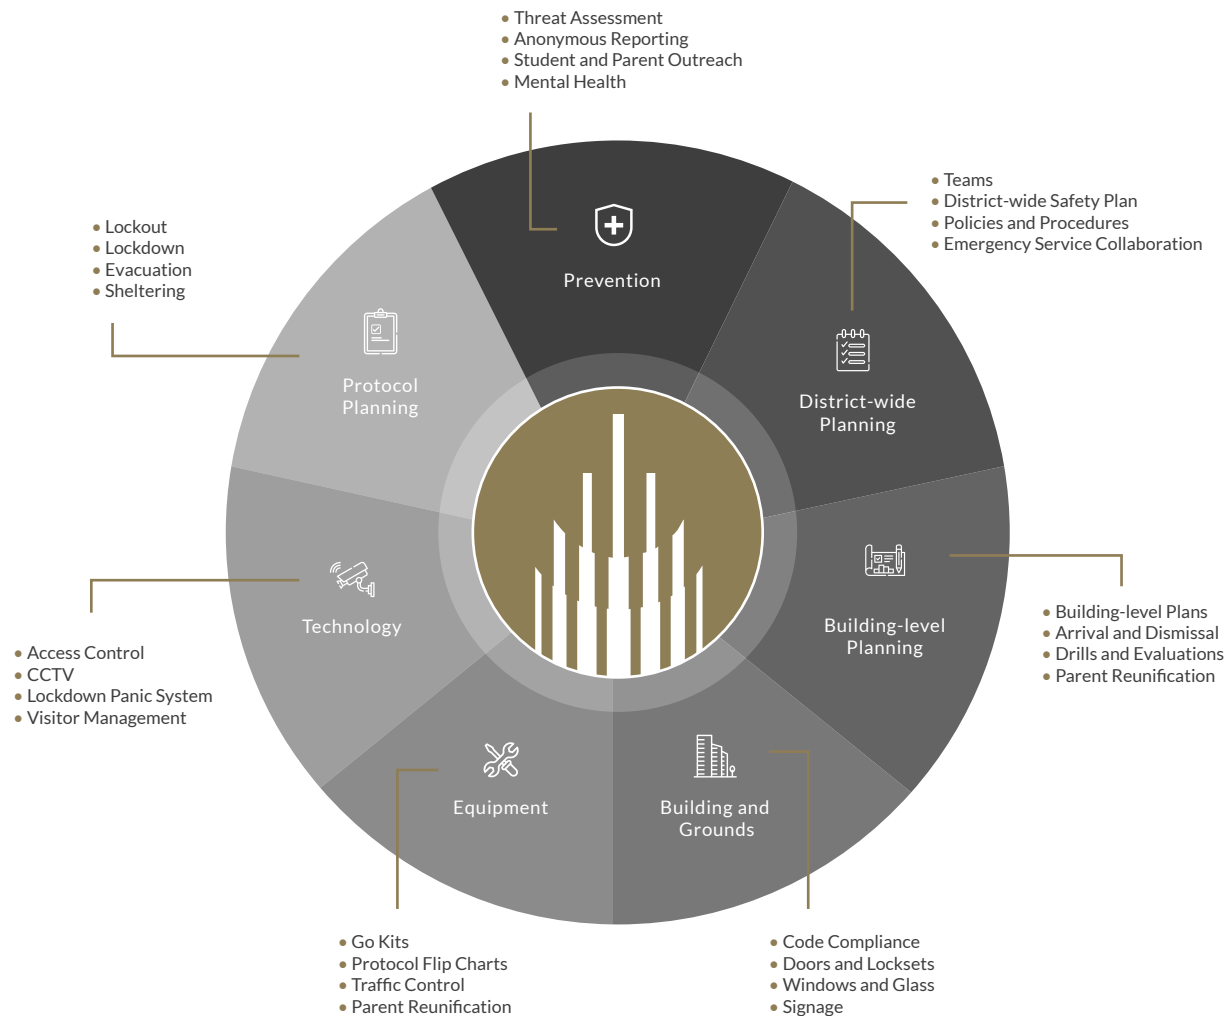 • Threat Assessment
• Anonymous Reporting
• Student and Parent Outreach
• Mental Health
Prevention
• Teams
• District-wide Safety Plan
• Policies and Procedures
• Emergency Service Collaboration
District-wide
Planning
• Building-level Plans
• Arrival and Dismissal
• Drills and Evaluations
• Parent Reunification
Building-level
Planning
• Code Compliance
• Doors and Locksets
• Windows and Glass
• Signage
Building and
Grounds
• Go Kits
• Protocol Flip Charts
• Traffic Control
• Parent Reunification
Equipment
• Access Control
• CCTV
• Lockdown Panic System
• Visitor Management
Technology
• Lockout
• Lockdown
• Evacuation
• Sheltering
Protocol
Planning